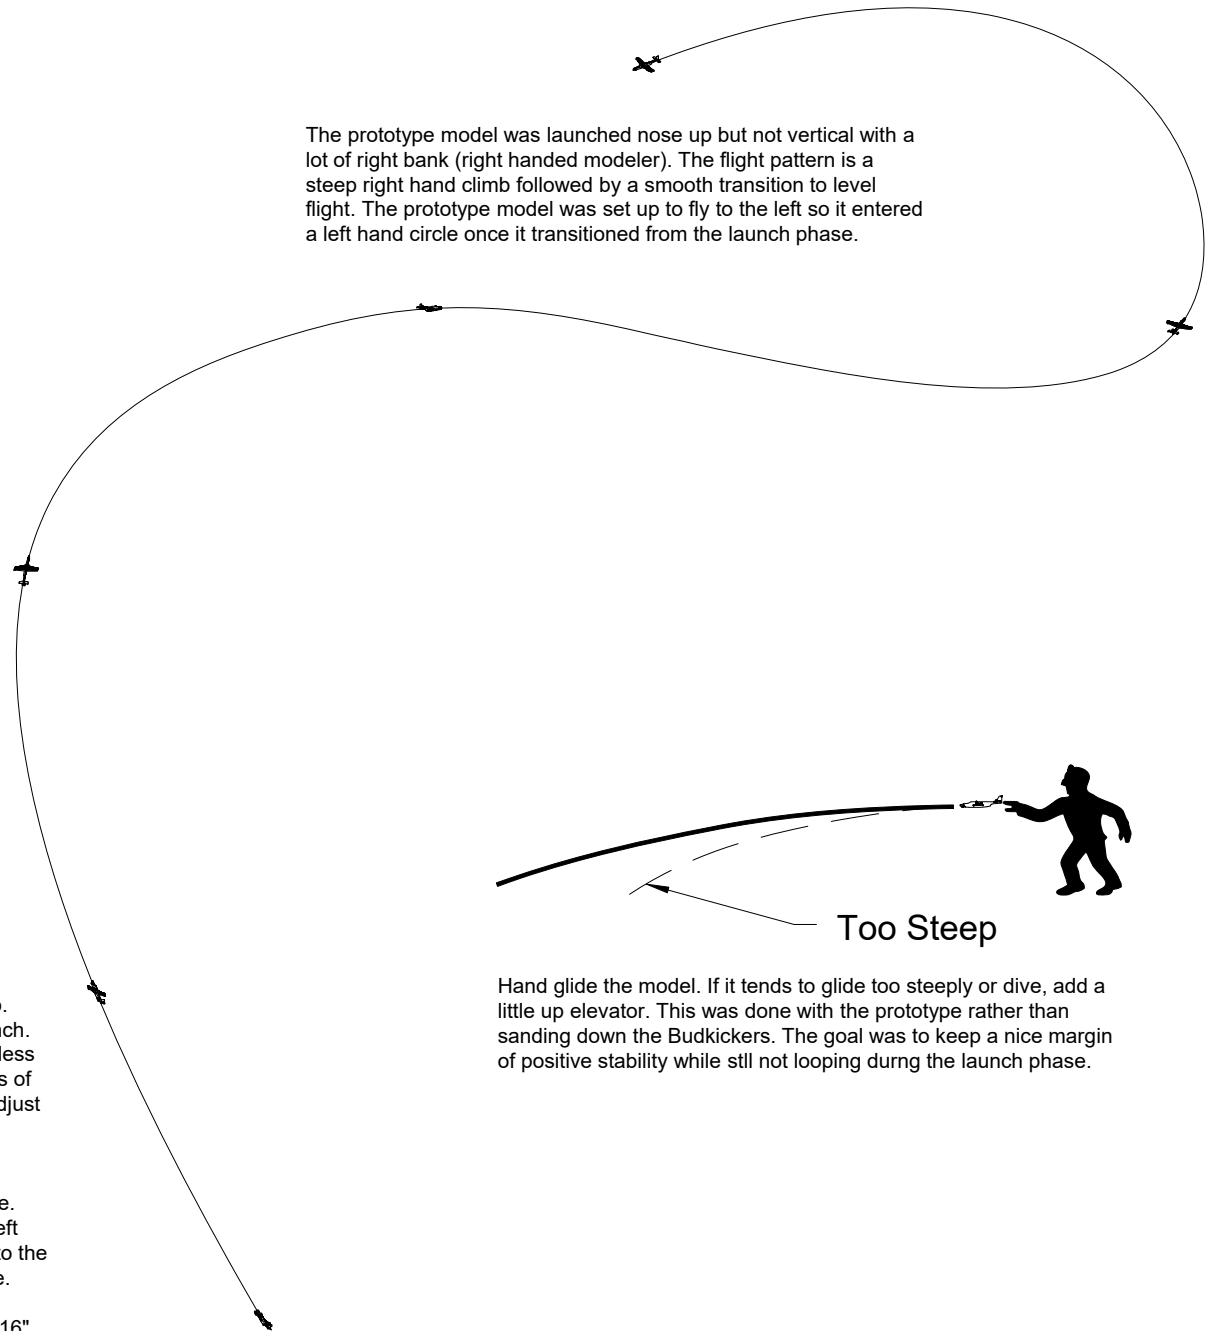 The prototype model was launched nose up but not vertical with a
lot of right bank (right handed modeler). The flight pattern is a
steep right hand climb followed by a smooth transition to level
flight. The prototype model was set up to fly to the left so it entered
a left hand circle once it transitioned from the launch phase.
Too Steep
Hand glide the model. If it tends to glide too steeply or dive, add a
little up elevator. This was done with the prototype rather than
sanding down the Budkickers. The goal was to keep a nice margin
of positive stability while stll not looping durng the launch phase.
less
of
to the
16"